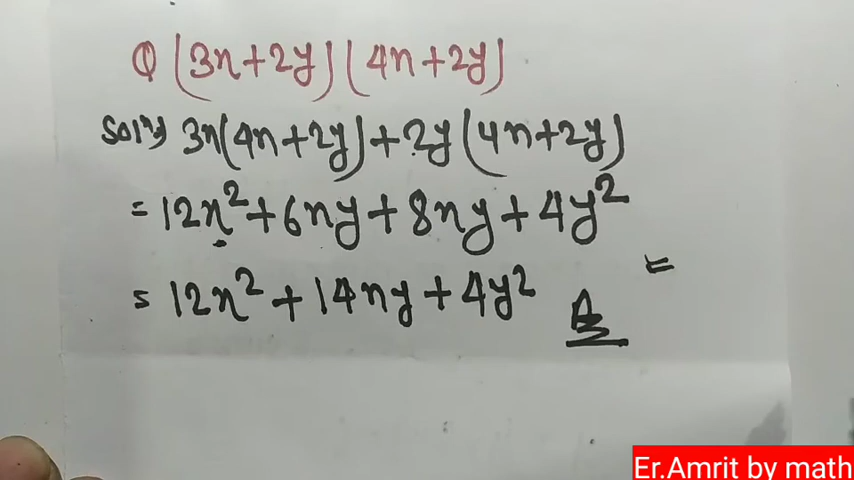 Q (3x+2y)(4x+2y)
Solⁿ) 3x(4x+2y)+2y(4x+2y)
=12x²+6xy+8xy+4y²
=12x²+14xy+4y² A
=
Er.Amrit by math